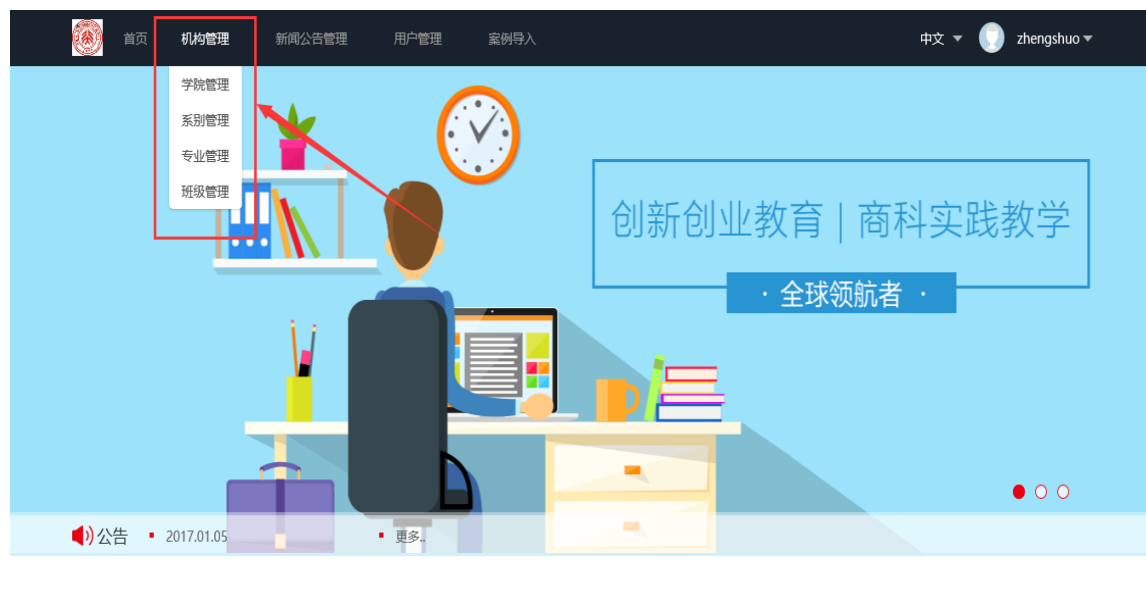 首页 机构管理 新闻公告管理 用户管理 案例导入 中文 zhengshuo
学院管理
系别管理
专业管理
班级管理
创新创业教育 | 商科实践教学
· 全球领航者 ·
公告 2017.01.05 更多..